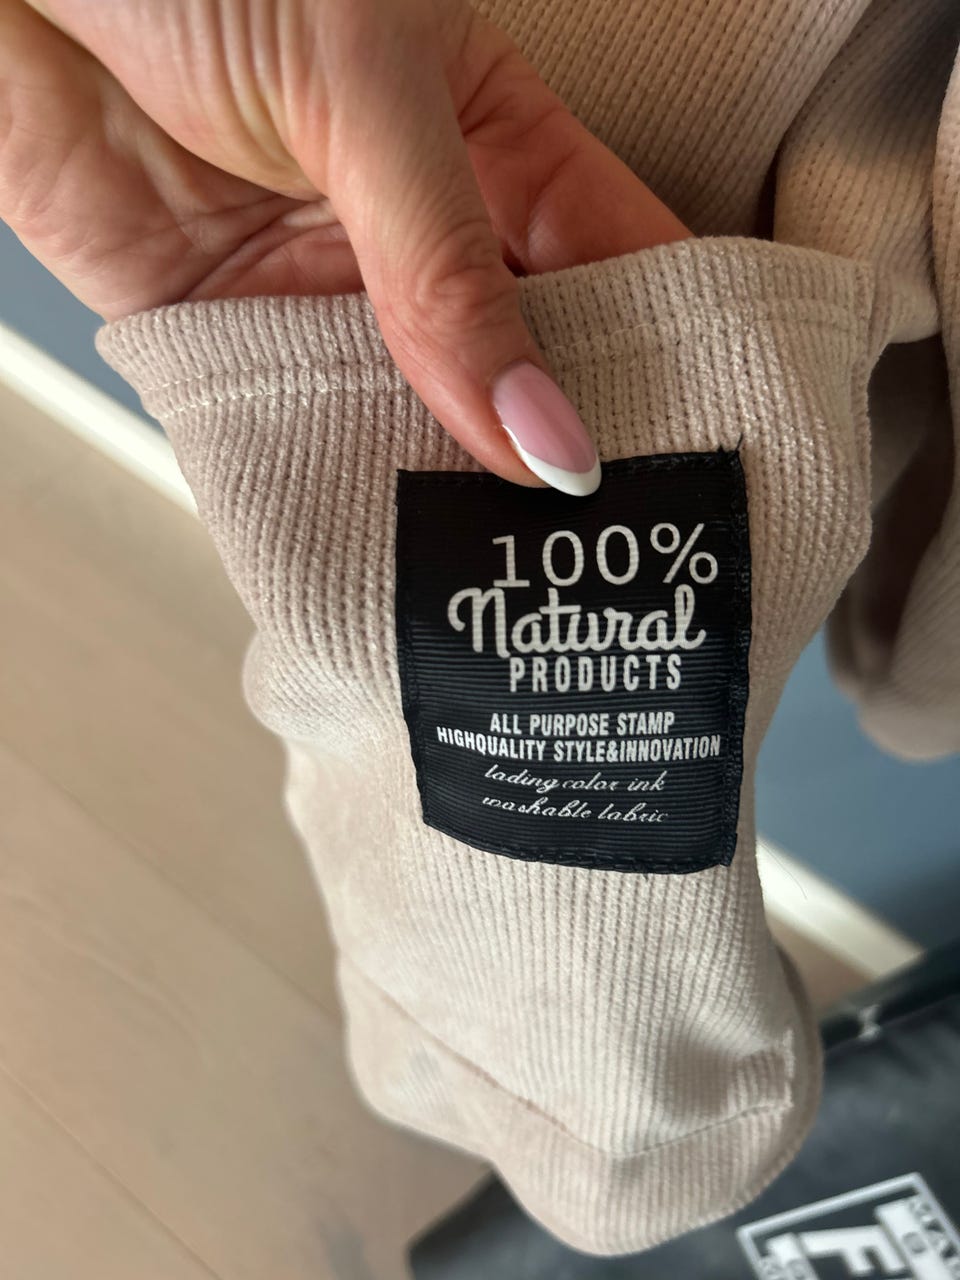 100%
Natural
PRODUCTS
ALL PURPOSE STAMP
HIGHQUALITY STYLE&INNOVATION
lading color ink
washable labric
F